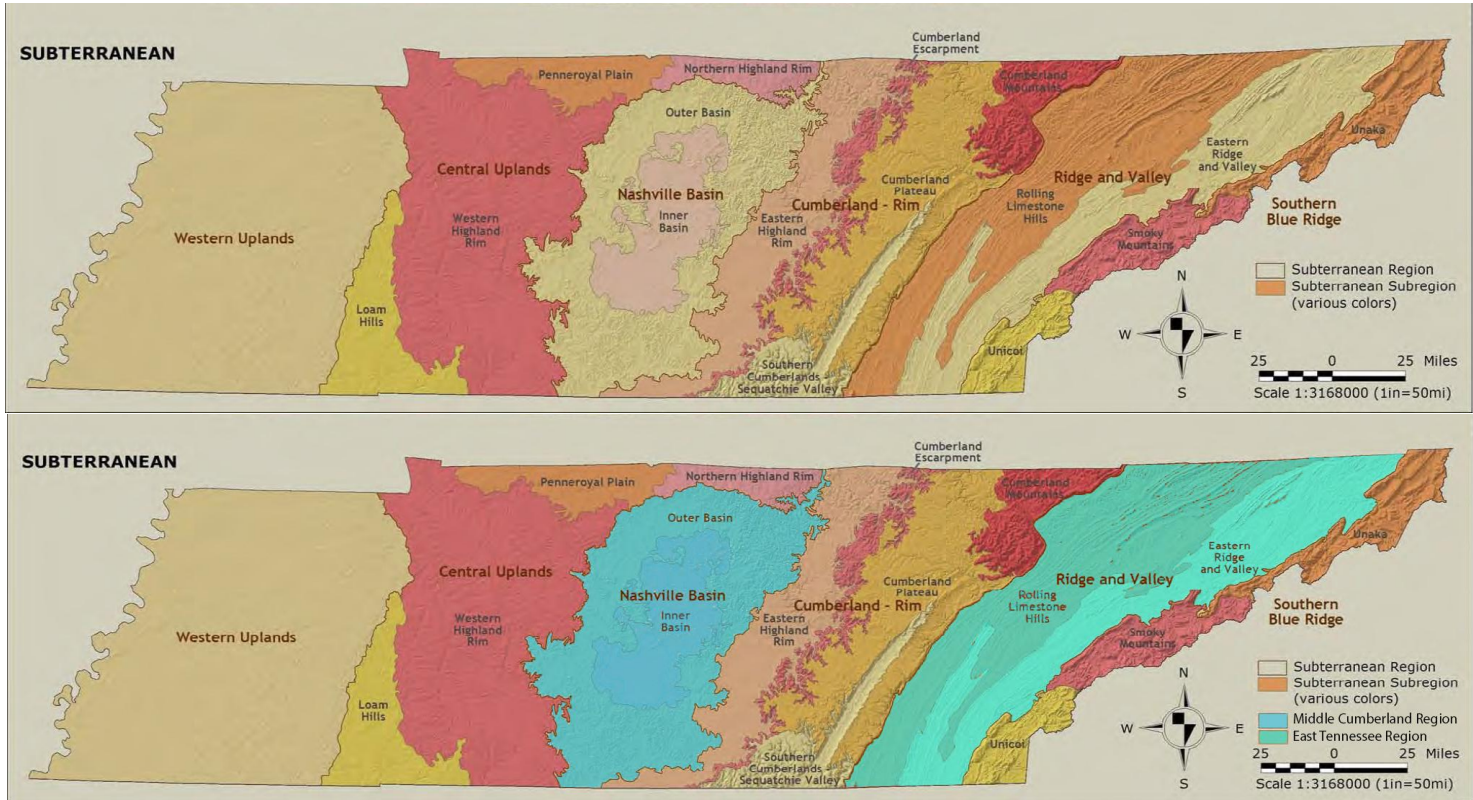 SUBTERRANEAN
Cumberland
Escarpment
Penneroyal Plain
Northern Highland Rim
Cumberland
Mountains
Outer Basin
Unaka
Eastern
Ridge
and Valley
Central Uplands
Ridge and Valley
Cumberland
Plateau
Nashville Basin
Rolling
Limestone
Hills
Cumberland - Rim
Southern
Blue Ridge
Inner
Basin
Western
Highland
Rim
Eastern
Highland
Rim
Western Uplands
Smoky
Mountains
Loam
Hills
Unicoi
Southern
Cumberlands
Sequatchie Valley
Subterranean Region
Subterranean Subregion
(various colors)
N
W E
S
25 0 25 Miles
Scale 1:3168000 (1in=50mi)
SUBTERRANEAN
Cumberland
Escarpment
Penneroyal Plain
Northern Highland Rim
Cumberland
Mountains
Outer Basin
Unaka
Eastern
Ridge
and Valley
Central Uplands
Ridge and Valley
Cumberland
Plateau
Nashville Basin
Rolling
Limestone
Hills
Cumberland - Rim
Southern
Blue Ridge
Inner
Basin
Western
Highland
Rim
Eastern
Highland
Rim
Western Uplands
Smoky
Mountains
Loam
Hills
Unicoi
Southern
Cumberlands
Sequatchie Valley
Subterranean Region
Subterranean Subregion
(various colors)
Middle Cumberland Region
East Tennessee Region
N
W E
S
25 0 25 Miles
Scale 1:3168000 (1in=50mi)